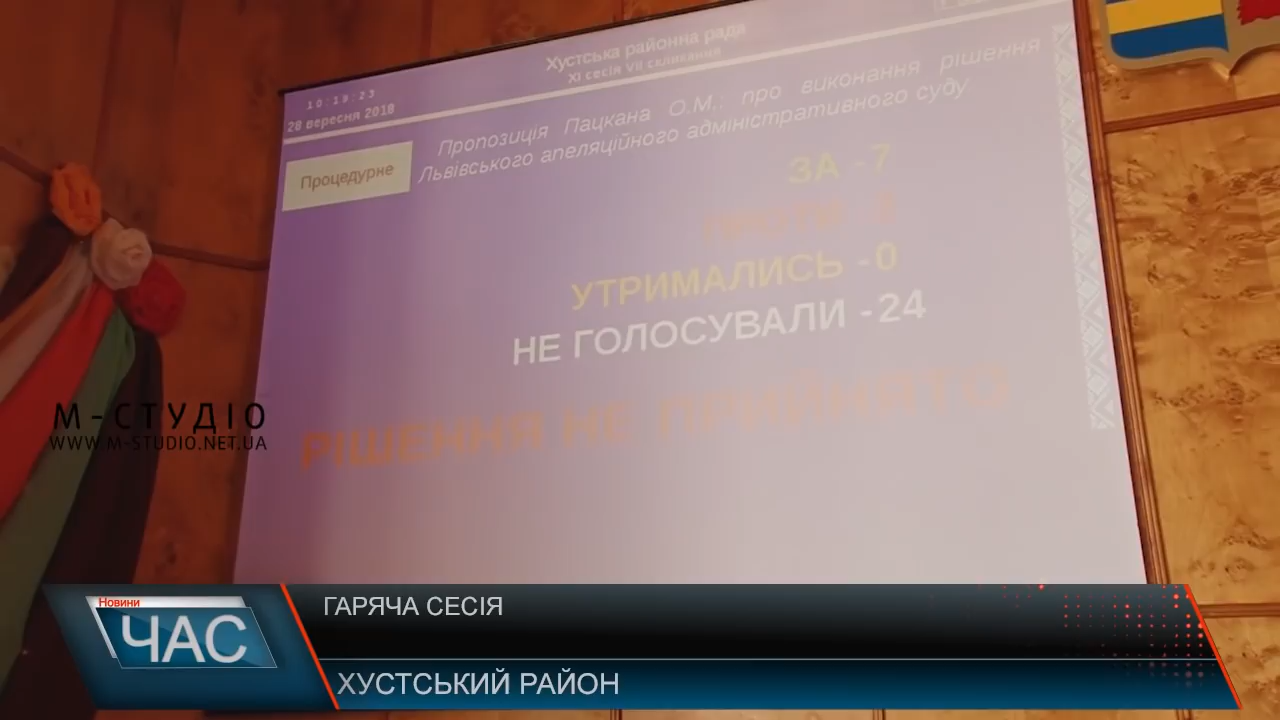 Хустська районна рада
XI сесія VII скликання
10:19:23
28 вересня 2018
Процедурне
Пропозиція Пацкана О.М.: про виконання рішення
Львівського апеляційного адміністративного суду
ЗА - 7
ПРОТИ
УТРИМАЛИСЬ - 0
НЕ ГОЛОСУВАЛИ - 24
РІШЕННЯ НЕ ПРИЙНЯТО
М-СТУДІО
WWW.M-STUDIO.NET.UA
Новини
ЧАС
ГАРЯЧА СЕСІЯ
ХУСТСЬКИЙ РАЙОН